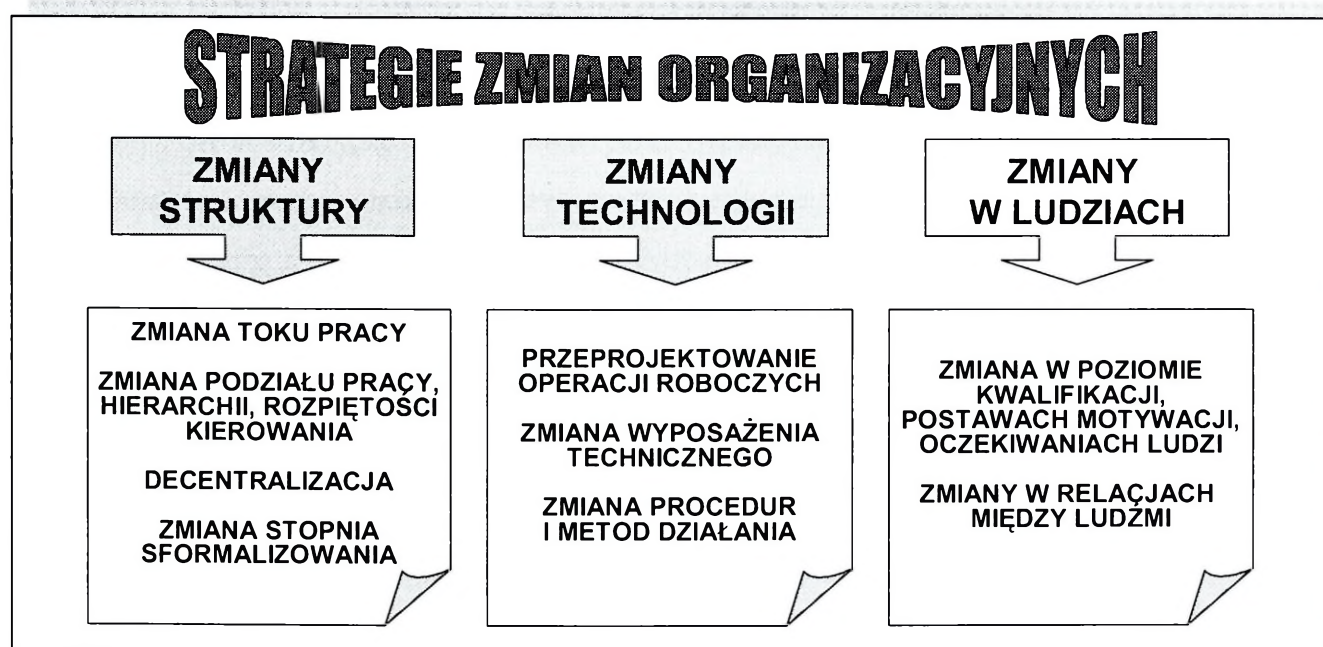 STRATEGIE ZMIAN ORGANIZACYJNYCH
ZMIANY
STRUKTURY
ZMIANA TOKU PRACY
ZMIANA PODZIAŁU PRACY,
HIERARCHII, ROZPIĘTOŚCI
KIEROWANIA
DECENTRALIZACJA
ZMIANA STOPNIA
SFORMALIZOWANIA
ZMIANY
TECHNOLOGII
PRZEPROJEKTOWANIE
OPERACJI ROBOCZYCH
ZMIANA WYPOSAŻENIA
TECHNICZNEGO
ZMIANA PROCEDUR
I METOD DZIAŁANIA
ZMIANY
W LUDZIACH
ZMIANA W POZIOMIE
KWALIFIKACJI,
POSTAWACH MOTYWACJI,
OCZEKIWANIACH LUDZI
ZMIANY W RELACJACH
MIĘDZY LUDŹMI